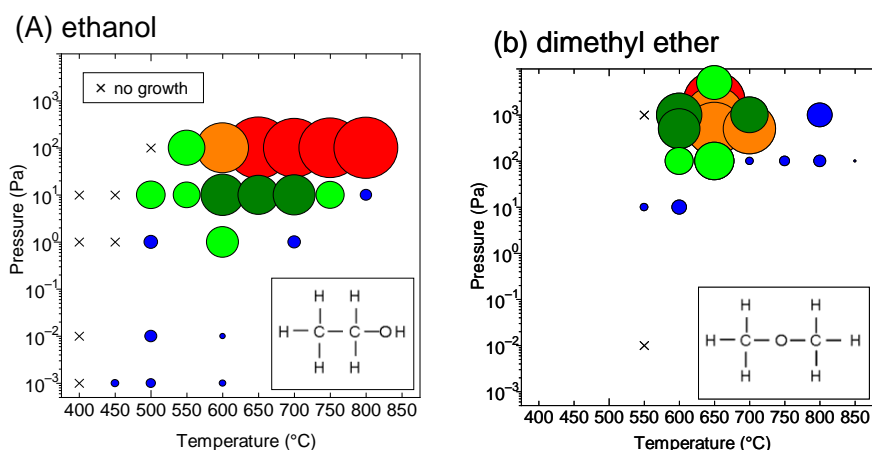 (A) ethanol
× no growth
Pressure (Pa)
10³
10²
10¹
10⁰
10⁻¹
10⁻²
10⁻³
H H
H C C OH
H H
400 450 500 550 600 650 700 750 800 850
Temperature (°C)
(b) dimethyl ether
Pressure (Pa)
10³
10²
10¹
10⁰
10⁻¹
10⁻²
10⁻³
H H
H C O C H
H H
400 450 500 550 600 650 700 750 800 850
Temperature (°C)